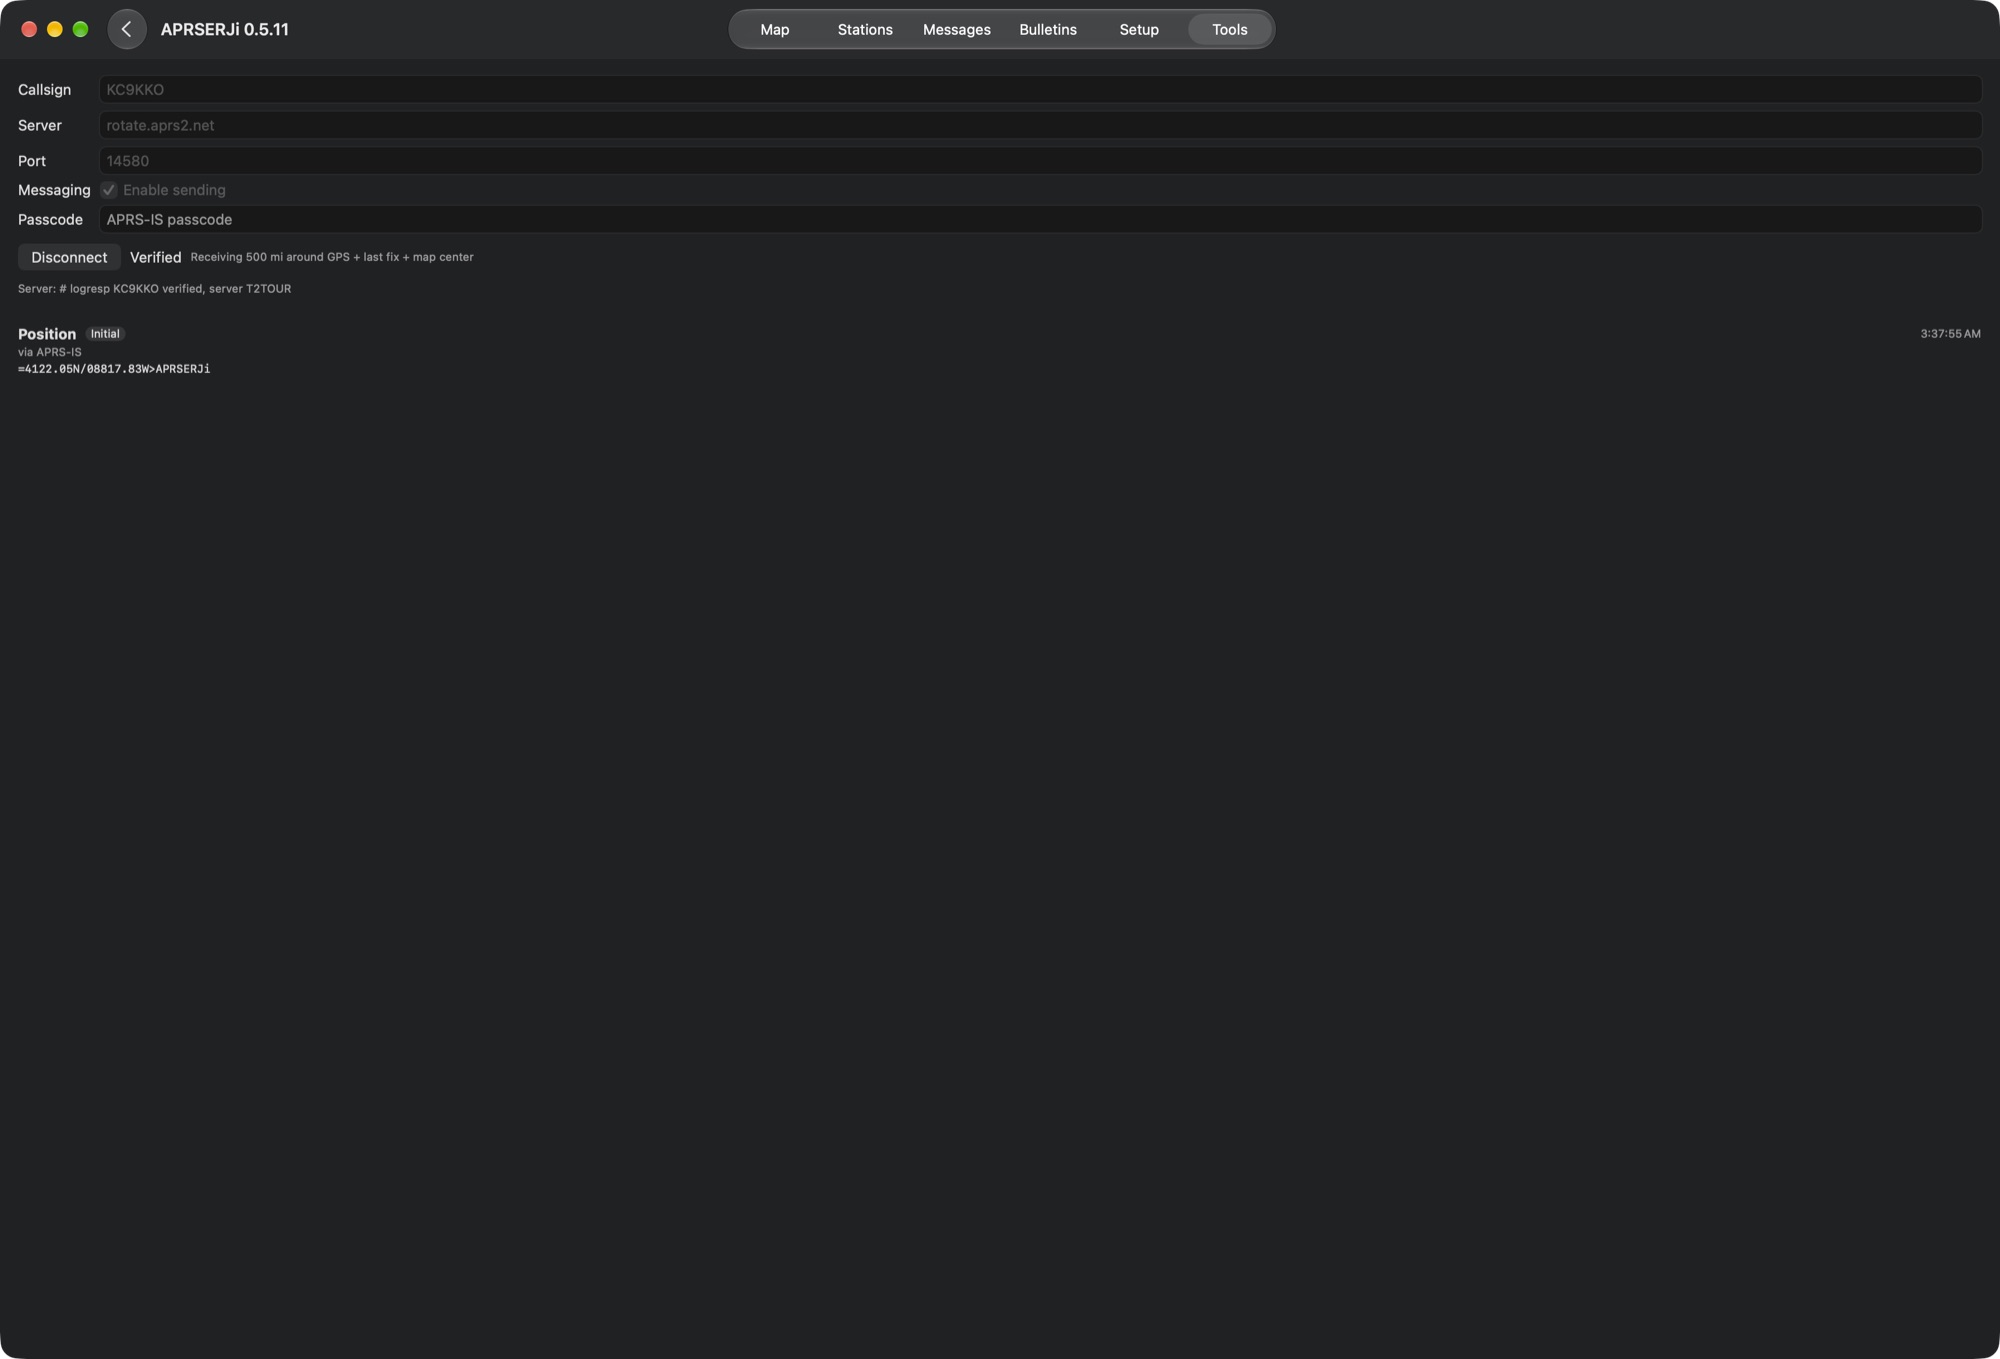 APRSERJi 0.5.11
Map Stations Messages Bulletins Setup Tools
Callsign KC9KKO
Server rotate.aprs2.net
Port 14580
Messaging Enable sending
Passcode APRS-IS passcode
Disconnect Verified Receiving 500 mi around GPS + last fix + map center
Server: # logresp KC9KKO verified, server T2TOUR
Position Initial 3:37:55 AM
via APRS-IS
=4122.05N/08817.83W>APRSERJi